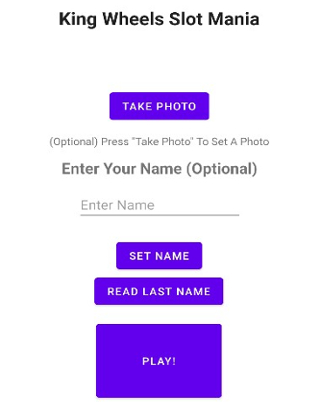 King Wheels Slot Mania
TAKE PHOTO
(Optional) Press "Take Photo" To Set A Photo
Enter Your Name (Optional)
Enter Name
SET NAME
READ LAST NAME
PLAY!